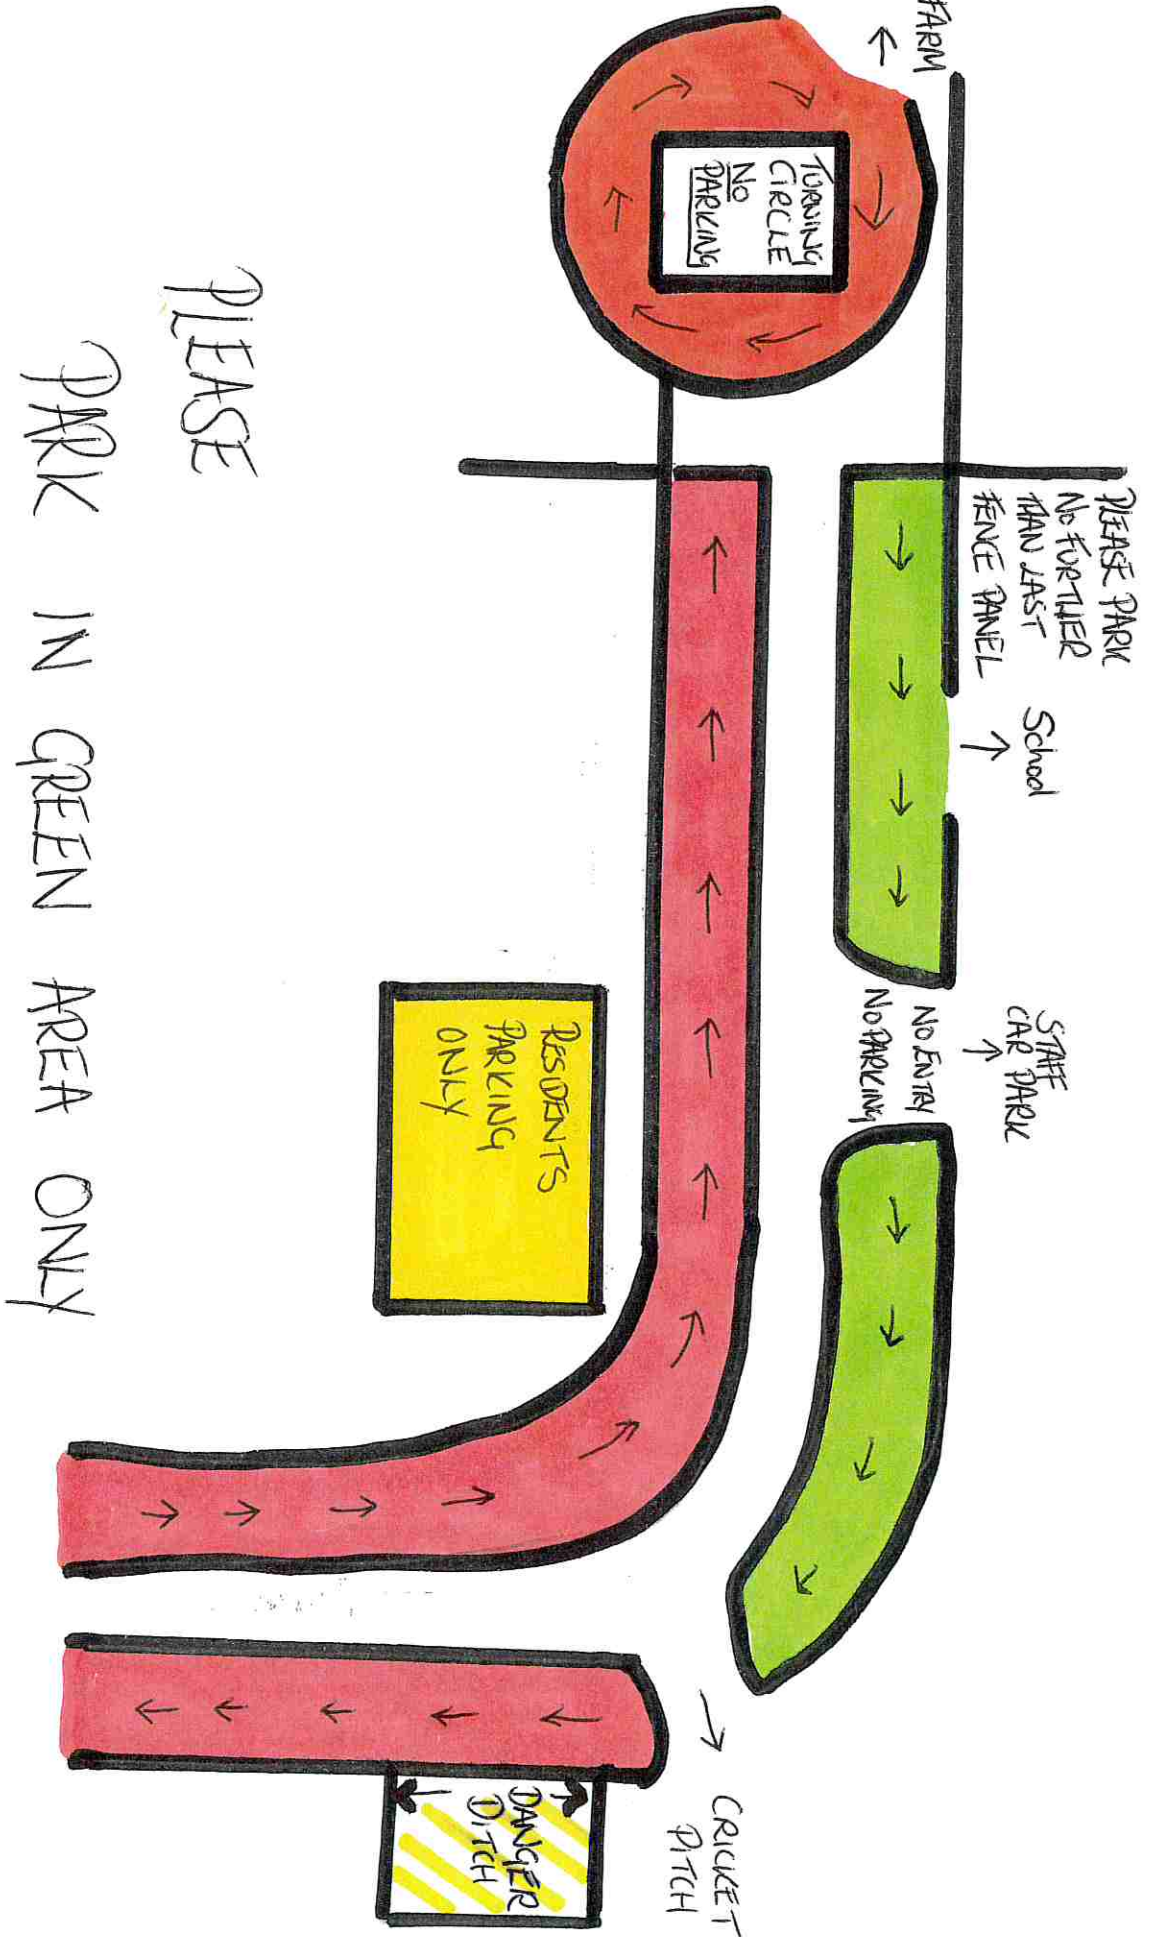 FARM
TURNING
CIRCLE
NO
PARKING
PLEASE PARK
NO FURTHER
THAN LAST
FENCE PANEL
School
STAFF
CAR PARK
NO ENTRY
NO PARKING
RESIDENTS
PARKING
ONLY
CRICKET
PITCH
DANGER
DITCH
PLEASE
PARK IN GREEN AREA ONLY